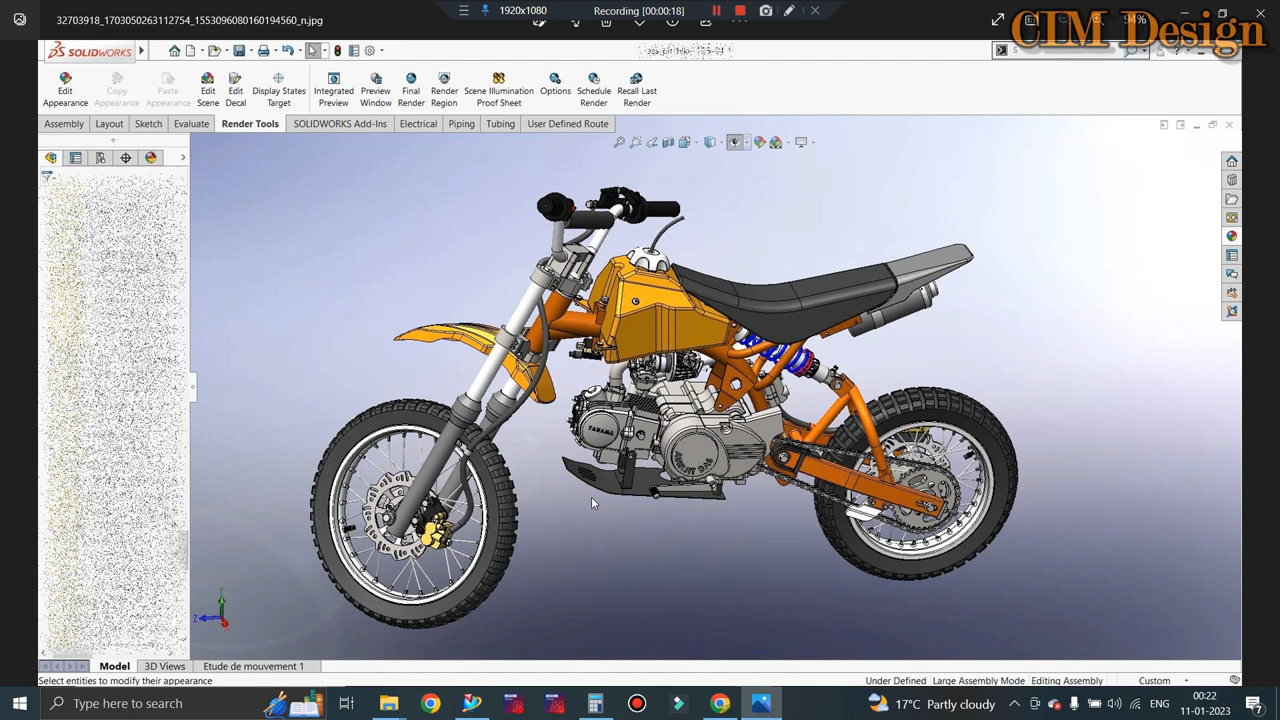 32703918_1703050263112754_1553096080160194560_n.jpg
1920x1080
Recording [00:00:18]
94%
CIM Design
SOLIDWORKS
Edit Appearance
Copy Appearance
Paste Appearance
Edit Scene
Edit Decal
Display States Target
Integrated Preview
Preview Window
Final Render
Render Region
Scene Illumination Proof Sheet
Options
Schedule Render
Recall Last Render
Assembly
Layout
Sketch
Evaluate
Render Tools
SOLIDWORKS Add-Ins
Electrical
Piping
Tubing
User Defined Route
YAMAMA
Z
Model
3D Views
Etude de mouvement 1
Select entities to modify their appearance
Under Defined
Large Assembly Mode
Editing Assembly
Custom
Type here to search
17°C Partly cloudy
ENG
00:22
11-01-2023
7